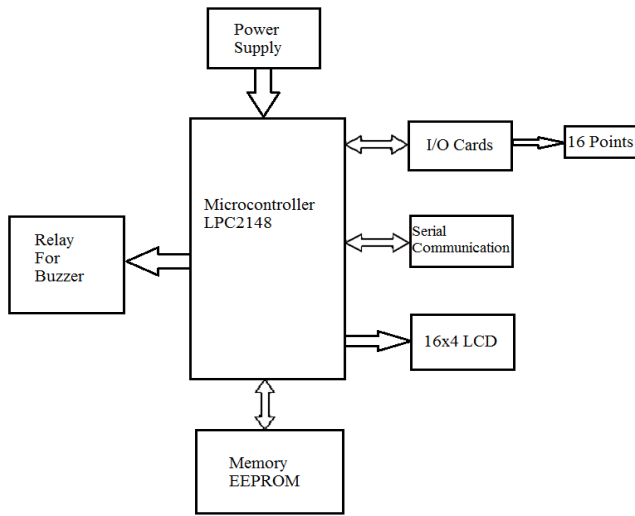 Power
Supply
I/O Cards
16 Points
Microcontroller
LPC2148
Relay
For
Buzzer
Serial
Communication
16x4 LCD
Memory
EEPROM